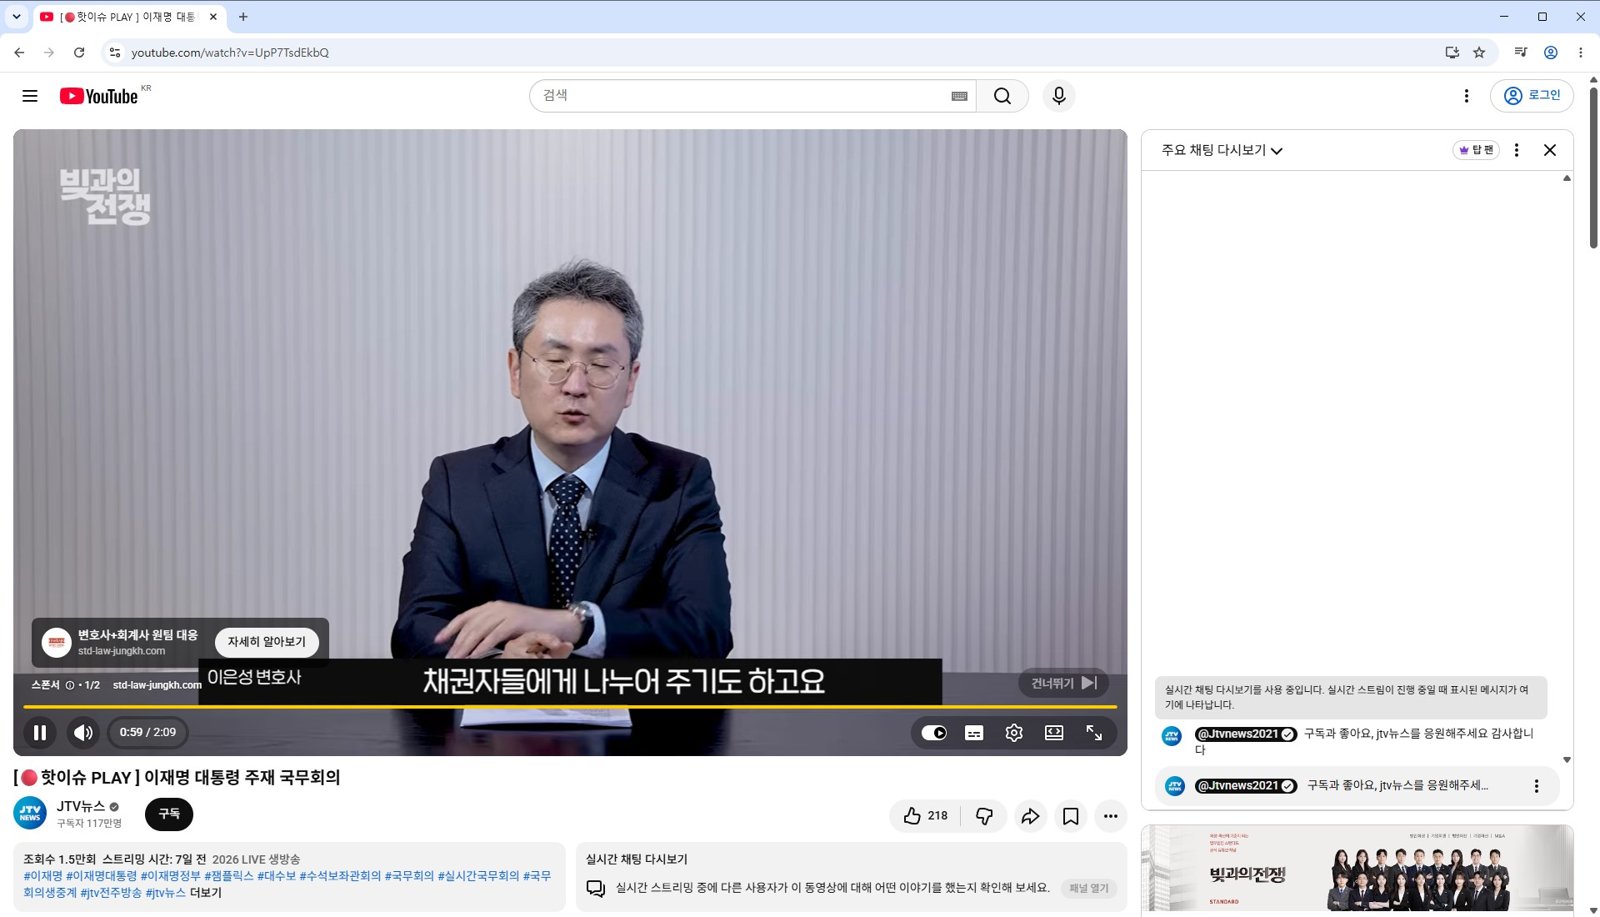 [🔴핫이슈 PLAY ] 이재명 대통
youtube.com/watch?v=UpP7TsdEkbQ
YouTube KR
검색
로그인
빚과의
전쟁
변호사+회계사 원팀 대응
std-law-jungkh.com
자세히 알아보기
스폰서 · 1/2 std-law-jungkh.com
이은성 변호사
채권자들에게 나누어 주기도 하고요
건너뛰기
0:59 / 2:09
주요 채팅 다시보기
탑 팬
실시간 채팅 다시보기를 사용 중입니다. 실시간 스트림이 진행 중일 때 표시된 메시지가 여
기에 나타납니다.
@Jtvnews2021 구독과 좋아요, jtv뉴스를 응원해주세요 감사합니
다
@Jtvnews2021 구독과 좋아요, jtv뉴스를 응원해주세...
[🔴핫이슈 PLAY ] 이재명 대통령 주재 국무회의
JTV NEWS
JTV뉴스
구독자 117만명
구독
218
조회수 1.5만회 스트리밍 시간: 7일 전 2026 LIVE 생방송
#이재명 #이재명대통령 #이재명정부 #잼플릭스 #대수보 #수석보좌관회의 #국무회의 #실시간국무회의 #국무
회의생중계 #jtv전주방송 #jtv뉴스 더보기
실시간 채팅 다시보기
실시간 스트리밍 중에 다른 사용자가 이 동영상에 대해 어떤 이야기를 했는지 확인해 보세요.
패널 열기
빚과의전쟁
STANDARD